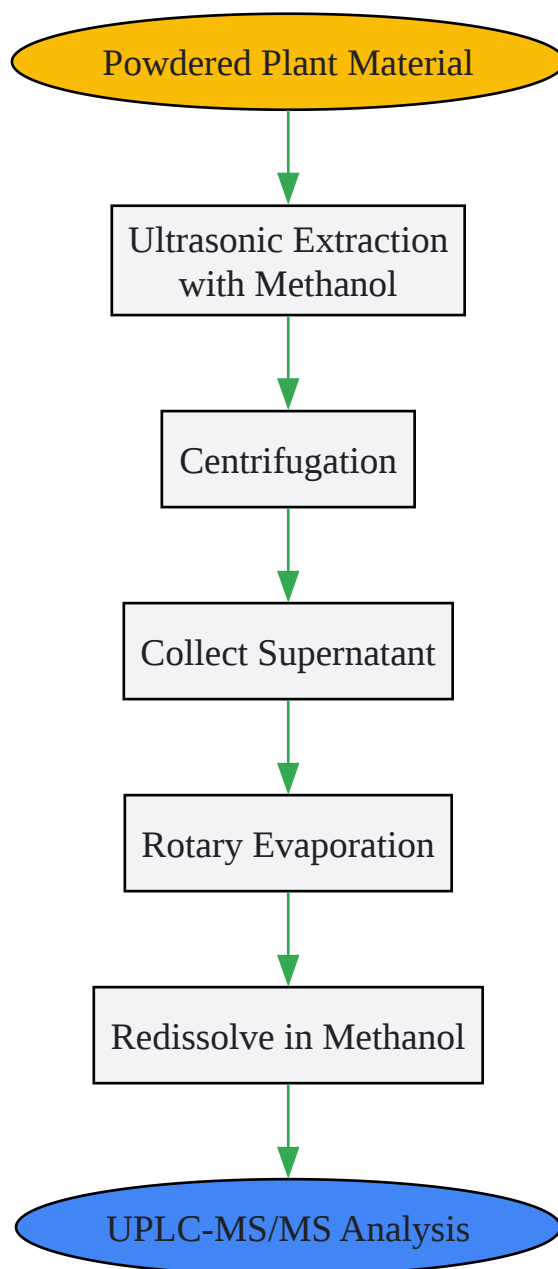 Powdered Plant Material
Ultrasonic Extraction
with Methanol
Centrifugation
Collect Supernatant
Rotary Evaporation
Redissolve in Methanol
UPLC-MS/MS Analysis